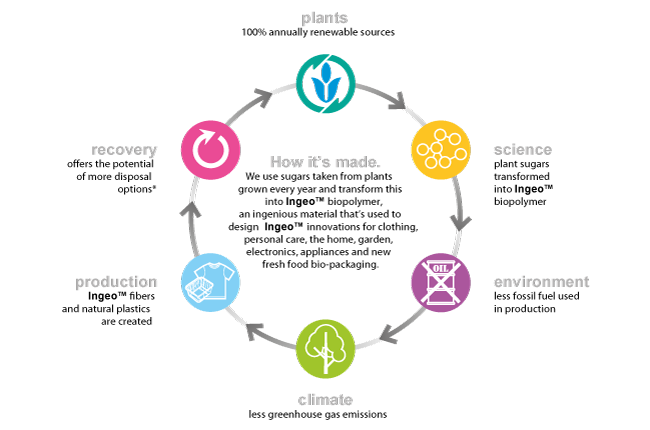 plants
100% annually renewable sources
recovery
offers the potential
of more disposal
options*
How it's made.
We use sugars taken from plants
grown every year and transform this
into Ingeo™ biopolymer,
an ingenious material that's used to
design Ingeo™ innovations for clothing,
personal care, the home, garden,
electronics, appliances and new
fresh food bio-packaging.
science
plant sugars
transformed
into Ingeo™
biopolymer
production
Ingeo™ fibers
and natural plastics
are created
OIL
environment
less fossil fuel used
in production
climate
less greenhouse gas emissions